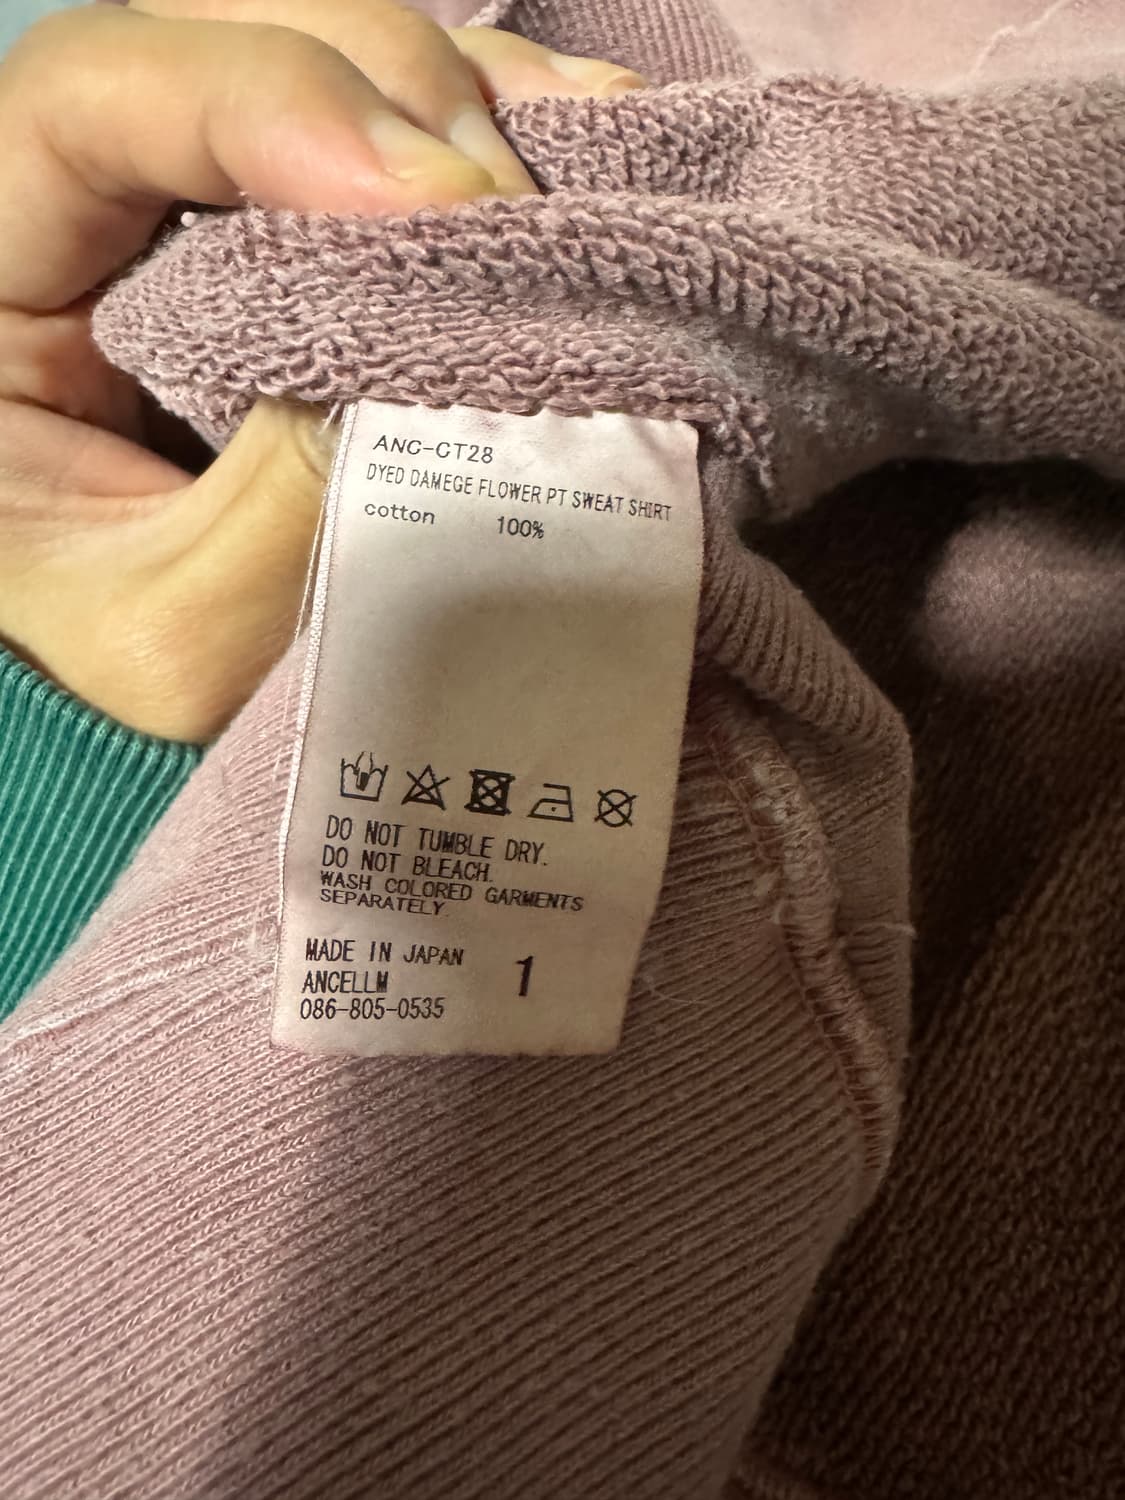 ANC-CT28
DYED DAMEGE FLOWER PT SWEAT SHIRT
cotton 100%
DO NOT TUMBLE DRY.
DO NOT BLEACH.
WASH COLORED GARMENTS
SEPARATELY.
MADE IN JAPAN
ANCELLM 1
086-805-0535